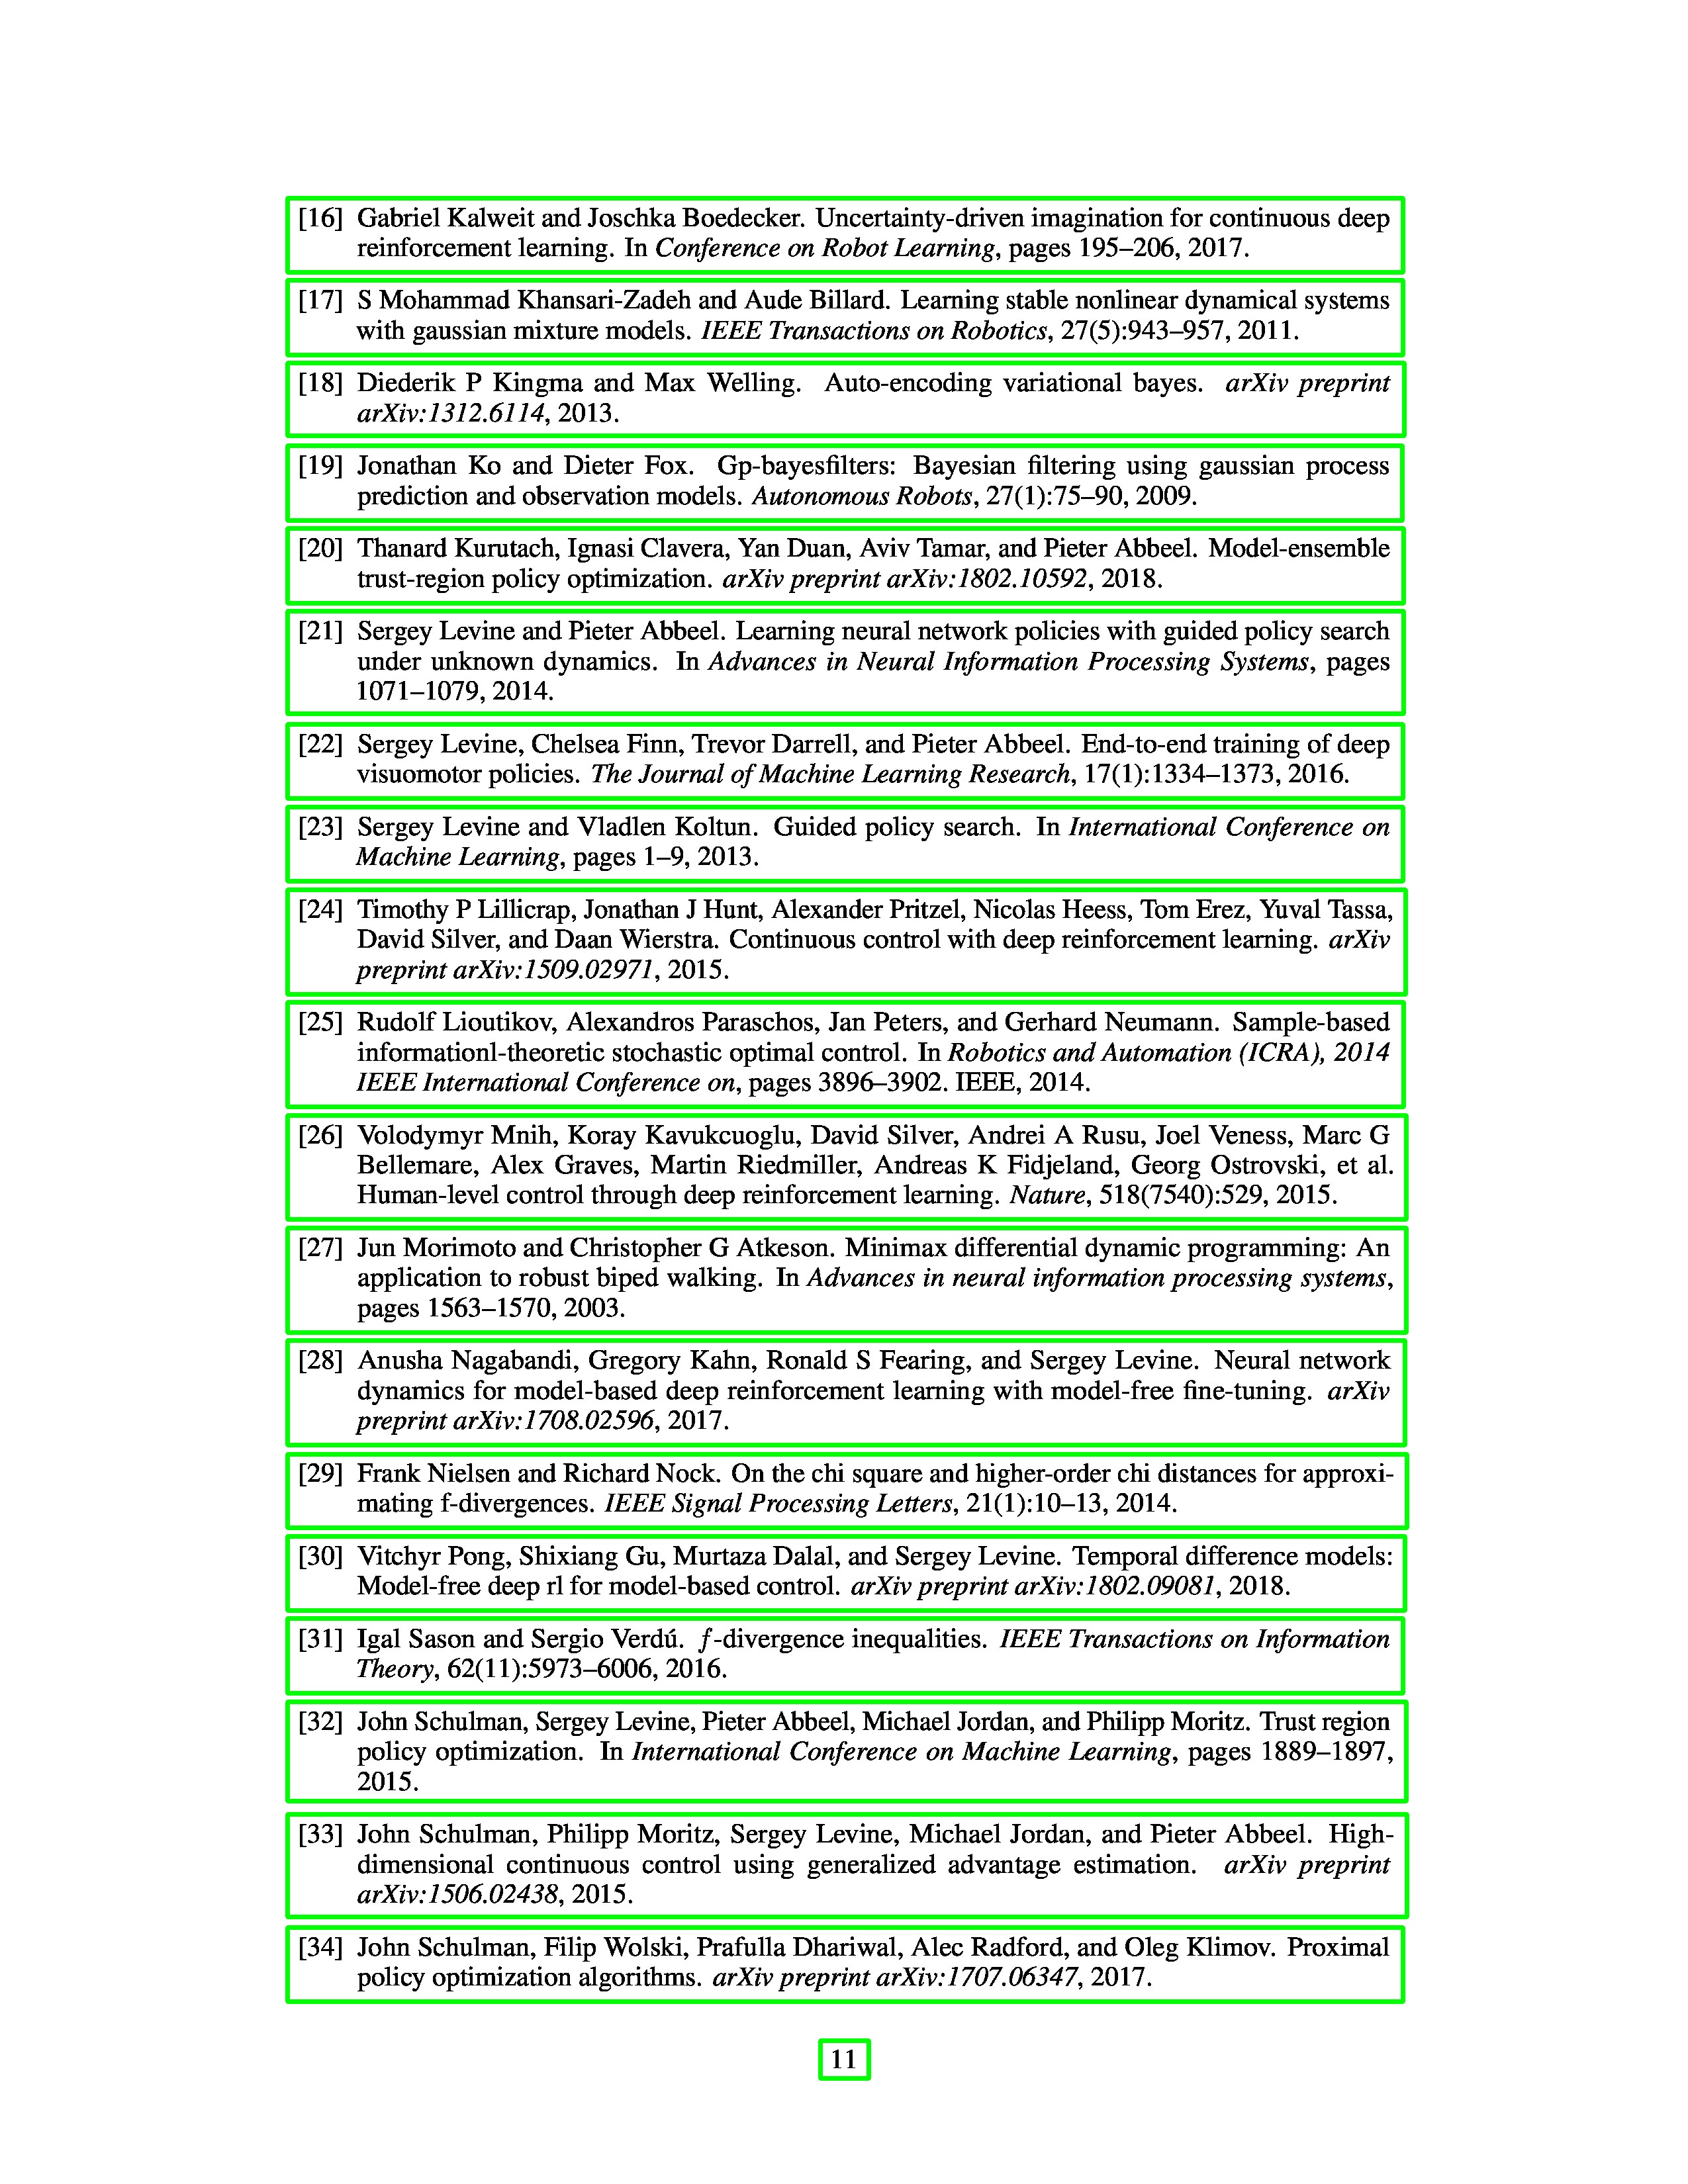 [16] Gabriel Kalweit and Joschka Boedecker. Uncertainty-driven imagination for continuous deep
reinforcement learning. In Conference on Robot Learning, pages 195–206, 2017.
[17] S Mohammad Khansari-Zadeh and Aude Billard. Learning stable nonlinear dynamical systems
with gaussian mixture models. IEEE Transactions on Robotics, 27(5):943–957, 2011.
[18] Diederik P Kingma and Max Welling. Auto-encoding variational bayes. arXiv preprint
arXiv:1312.6114, 2013.
[19] Jonathan Ko and Dieter Fox. Gp-bayesfilters: Bayesian filtering using gaussian process
prediction and observation models. Autonomous Robots, 27(1):75–90, 2009.
[20] Thanard Kurutach, Ignasi Clavera, Yan Duan, Aviv Tamar, and Pieter Abbeel. Model-ensemble
trust-region policy optimization. arXiv preprint arXiv:1802.10592, 2018.
[21] Sergey Levine and Pieter Abbeel. Learning neural network policies with guided policy search
under unknown dynamics. In Advances in Neural Information Processing Systems, pages
1071–1079, 2014.
[22] Sergey Levine, Chelsea Finn, Trevor Darrell, and Pieter Abbeel. End-to-end training of deep
visuomotor policies. The Journal of Machine Learning Research, 17(1):1334–1373, 2016.
[23] Sergey Levine and Vladlen Koltun. Guided policy search. In International Conference on
Machine Learning, pages 1–9, 2013.
[24] Timothy P Lillicrap, Jonathan J Hunt, Alexander Pritzel, Nicolas Heess, Tom Erez, Yuval Tassa,
David Silver, and Daan Wierstra. Continuous control with deep reinforcement learning. arXiv
preprint arXiv:1509.02971, 2015.
[25] Rudolf Lioutikov, Alexandros Paraschos, Jan Peters, and Gerhard Neumann. Sample-based
informationl-theoretic stochastic optimal control. In Robotics and Automation (ICRA), 2014
IEEE International Conference on, pages 3896–3902. IEEE, 2014.
[26] Volodymyr Mnih, Koray Kavukcuoglu, David Silver, Andrei A Rusu, Joel Veness, Marc G
Bellemare, Alex Graves, Martin Riedmiller, Andreas K Fidjeland, Georg Ostrovski, et al.
Human-level control through deep reinforcement learning. Nature, 518(7540):529, 2015.
[27] Jun Morimoto and Christopher G Atkeson. Minimax differential dynamic programming: An
application to robust biped walking. In Advances in neural information processing systems,
pages 1563–1570, 2003.
[28] Anusha Nagabandi, Gregory Kahn, Ronald S Fearing, and Sergey Levine. Neural network
dynamics for model-based deep reinforcement learning with model-free fine-tuning. arXiv
preprint arXiv:1708.02596, 2017.
[29] Frank Nielsen and Richard Nock. On the chi square and higher-order chi distances for approxi-
mating f-divergences. IEEE Signal Processing Letters, 21(1):10–13, 2014.
[30] Vitchyr Pong, Shixiang Gu, Murtaza Dalal, and Sergey Levine. Temporal difference models:
Model-free deep rl for model-based control. arXiv preprint arXiv:1802.09081, 2018.
[31] Igal Sason and Sergio Verdú. f-divergence inequalities. IEEE Transactions on Information
Theory, 62(11):5973–6006, 2016.
[32] John Schulman, Sergey Levine, Pieter Abbeel, Michael Jordan, and Philipp Moritz. Trust region
policy optimization. In International Conference on Machine Learning, pages 1889–1897,
2015.
[33] John Schulman, Philipp Moritz, Sergey Levine, Michael Jordan, and Pieter Abbeel. High-
dimensional continuous control using generalized advantage estimation. arXiv preprint
arXiv:1506.02438, 2015.
[34] John Schulman, Filip Wolski, Prafulla Dhariwal, Alec Radford, and Oleg Klimov. Proximal
policy optimization algorithms. arXiv preprint arXiv:1707.06347, 2017.
11